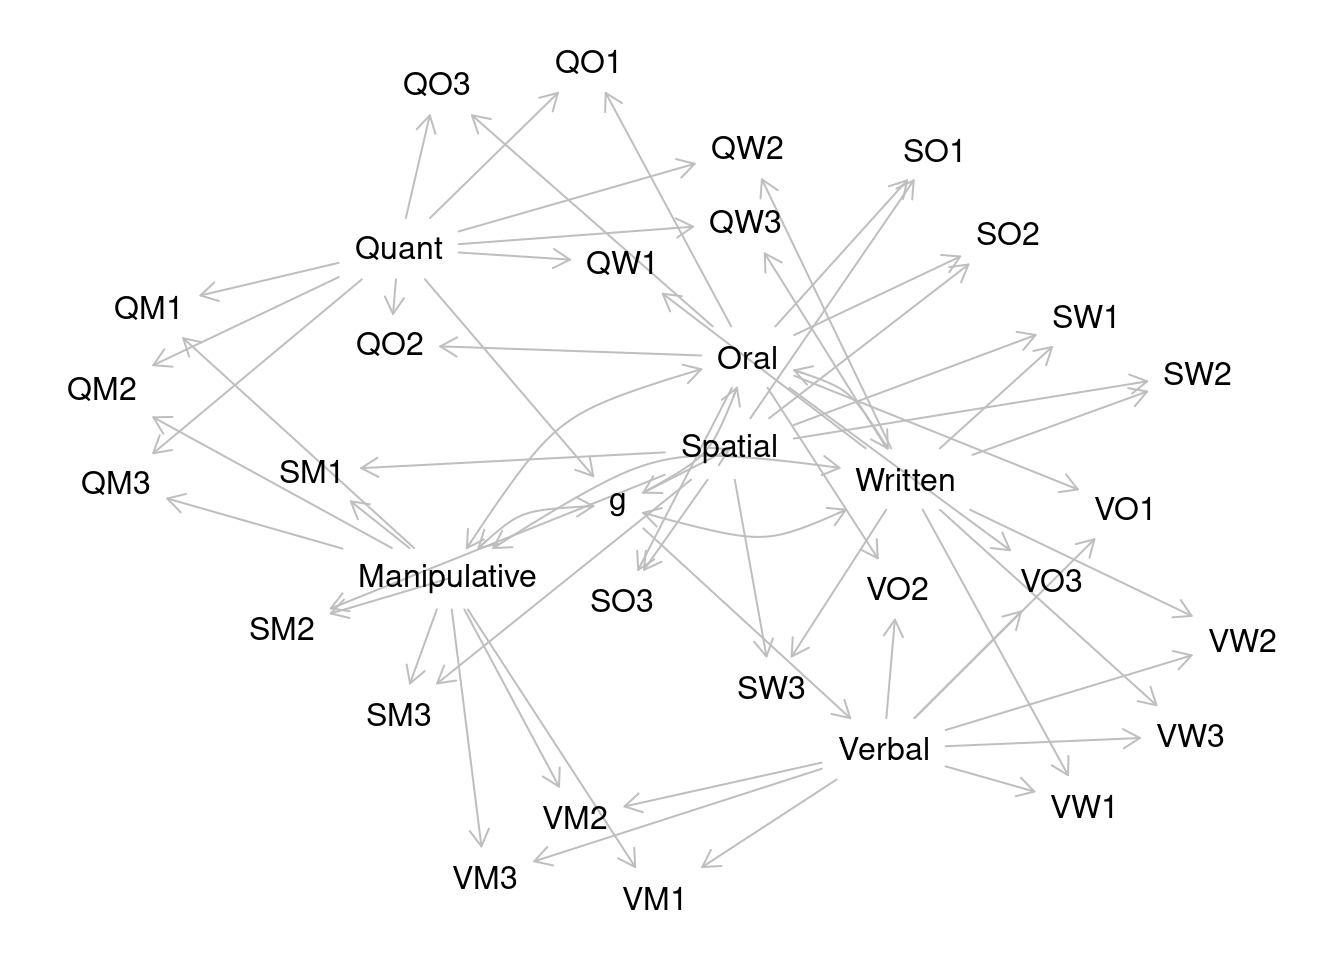 QO1
QO3
QW2
SO1
QW3
SO2
Quant
QW1
QM1
SW1
QO2
Oral
SW2
QM2
Spatial
SM1
Written
QM3
g
VO1
Manipulative
VO3
VO2
SO3
SM2
VW2
SW3
SM3
VW3
Verbal
VW1
VM2
VM3
VM1